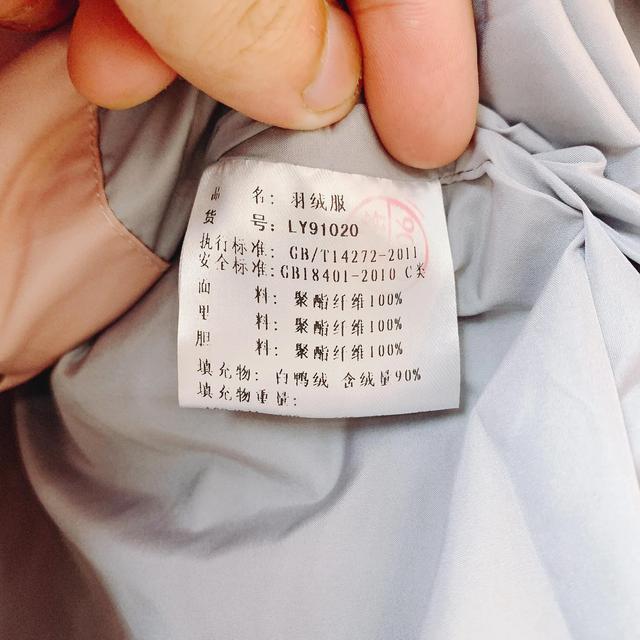 品 名: 羽绒服
货 号: LY91020
执行标准: GB/T14272-2011
安全标准: GB18401-2010 C类
面 料: 聚酯纤维100%
里 料: 聚酯纤维100%
胆 料: 聚酯纤维100%
填充物: 白鸭绒 含绒量90%
填充物重量: